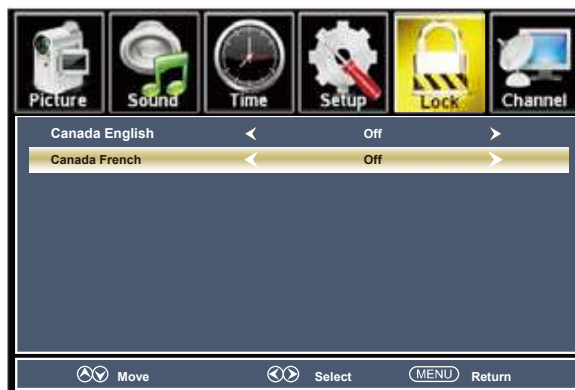 Picture Sound Time Setup Lock Channel
Canada English Off
Canada French Off
Move Select MENU Return